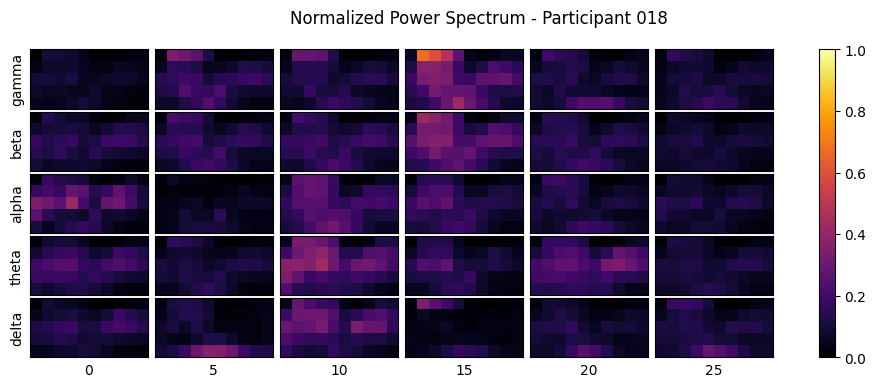 Normalized Power Spectrum - Participant 018
gamma
beta
alpha
theta
delta
0 5 10 15 20 25
1.0
0.8
0.6
0.4
0.2
0.0